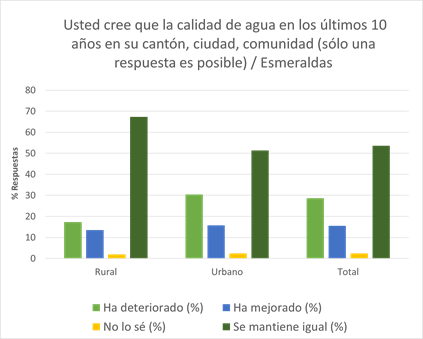 Usted cree que la calidad de agua en los últimos 10
años en su cantón, ciudad, comunidad (sólo una
respuesta es posible) / Esmeraldas
% Respuestas
80
70
60
50
40
30
20
10
0
Rural Urbano Total
Ha deteriorado (%) Ha mejorado (%)
No lo sé (%) Se mantiene igual (%)